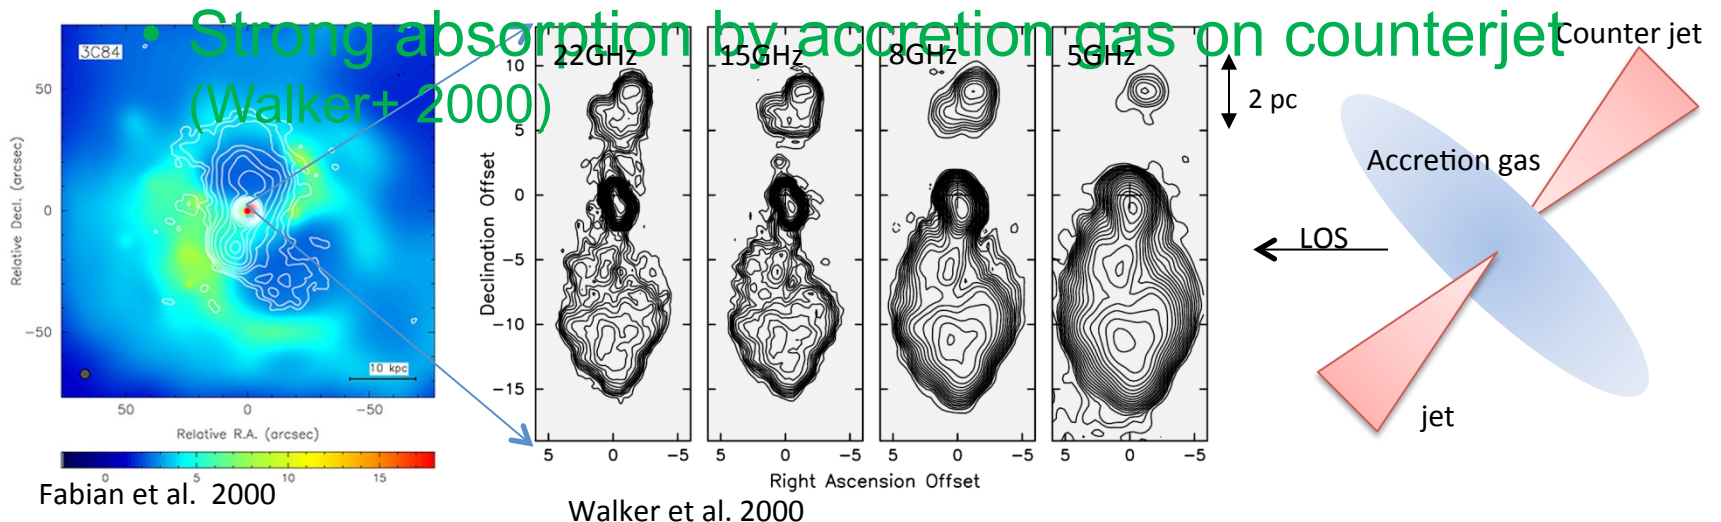 • Strong absorption by accretion gas on counterjet
(Walker+ 2000)
3C84
Relative Decl. (arcsec)
50
0
−50
10 kpc
50 0 −50
Relative R.A. (arcsec)
0 5 10 15
Fabian et al. 2000
22GHz 15GHz 8GHz 5GHz
Declination Offset
10
5
0
−5
−10
−15
5 0 −5 5 0 −5 5 0 −5 5 0 −5
Right Ascension Offset
Walker et al. 2000
2 pc
Counter jet
Accretion gas
LOS
jet